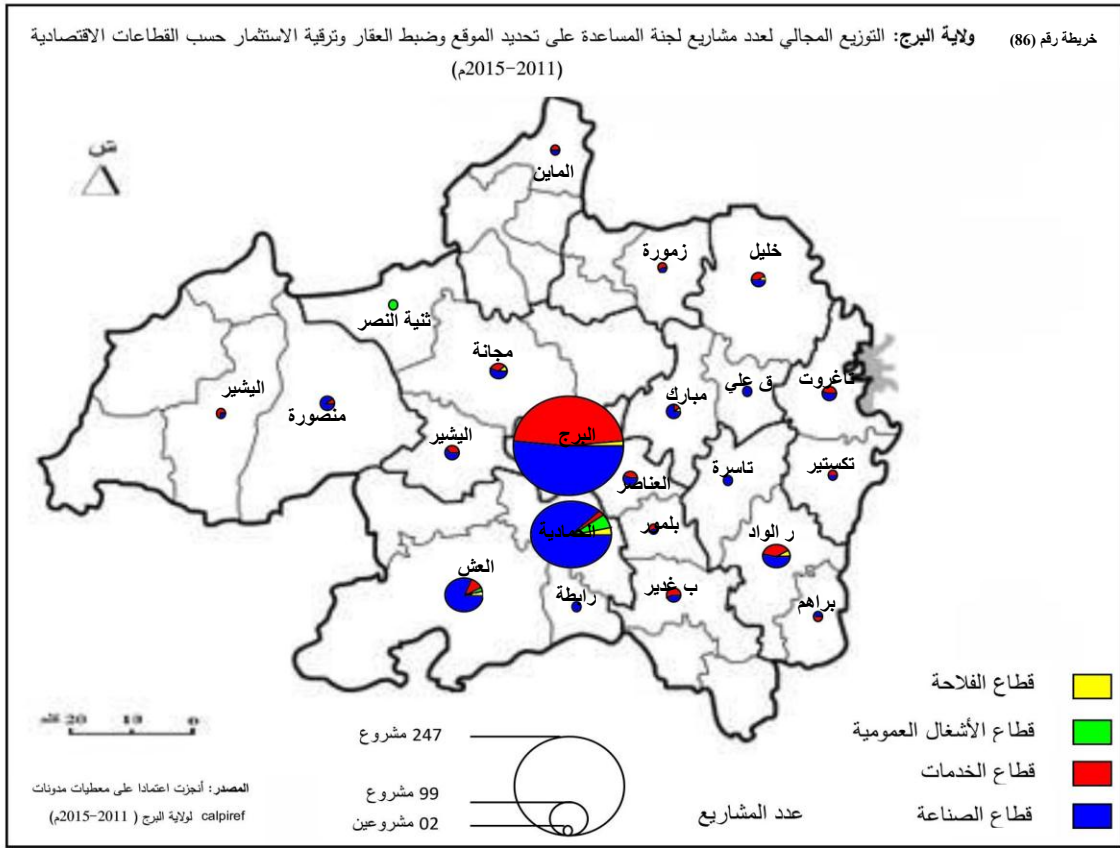 خريطة رقم (86) ولاية البرج: التوزيع المجالي لعدد مشاريع لجنة المساعدة على تحديد الموقع وضبط العقار وترقية الاستثمار حسب القطاعات الاقتصادية
(2011-2015م)
ش
الماين
زمورة
خليل
ثنية النصر
مجانة
اليشير
منصورة
مبارك
ق علي
تاغروت
البرج
اليشير
العناصر
تاسرة
تكستير
الحمادية
بلمور
ر الواد
العش
رابطة
ب غدير
براهم
قطاع الفلاحة
قطاع الأشغال العمومية
قطاع الخدمات
قطاع الصناعة
247 مشروع
99 مشروع
02 مشروعين
عدد المشاريع
0 10 20 كلم
المصدر: أنجزت اعتمادا على معطيات مدونات
calpiref لولاية البرج ( 2011-2015م)